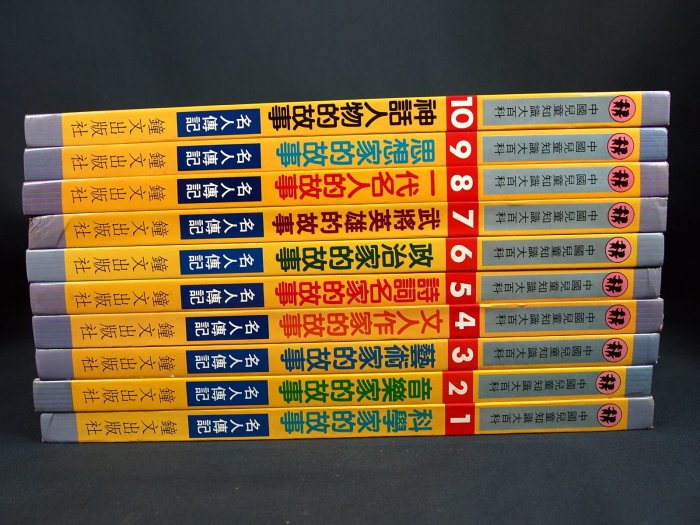 中國兒童知識大百科 10 神話人物的故事 名人傳記 鐘文出版社
中國兒童知識大百科 9 思想家的故事 名人傳記 鐘文出版社
中國兒童知識大百科 8 一代名人的故事 名人傳記 鐘文出版社
中國兒童知識大百科 7 武將英雄的故事 名人傳記 鐘文出版社
中國兒童知識大百科 6 政治家的故事 名人傳記 鐘文出版社
中國兒童知識大百科 5 詩詞名家的故事 名人傳記 鐘文出版社
中國兒童知識大百科 4 文人作家的故事 名人傳記 鐘文出版社
中國兒童知識大百科 3 藝術家的故事 名人傳記 鐘文出版社
中國兒童知識大百科 2 音樂家的故事 名人傳記 鐘文出版社
中國兒童知識大百科 1 科學家的故事 名人傳記 鐘文出版社